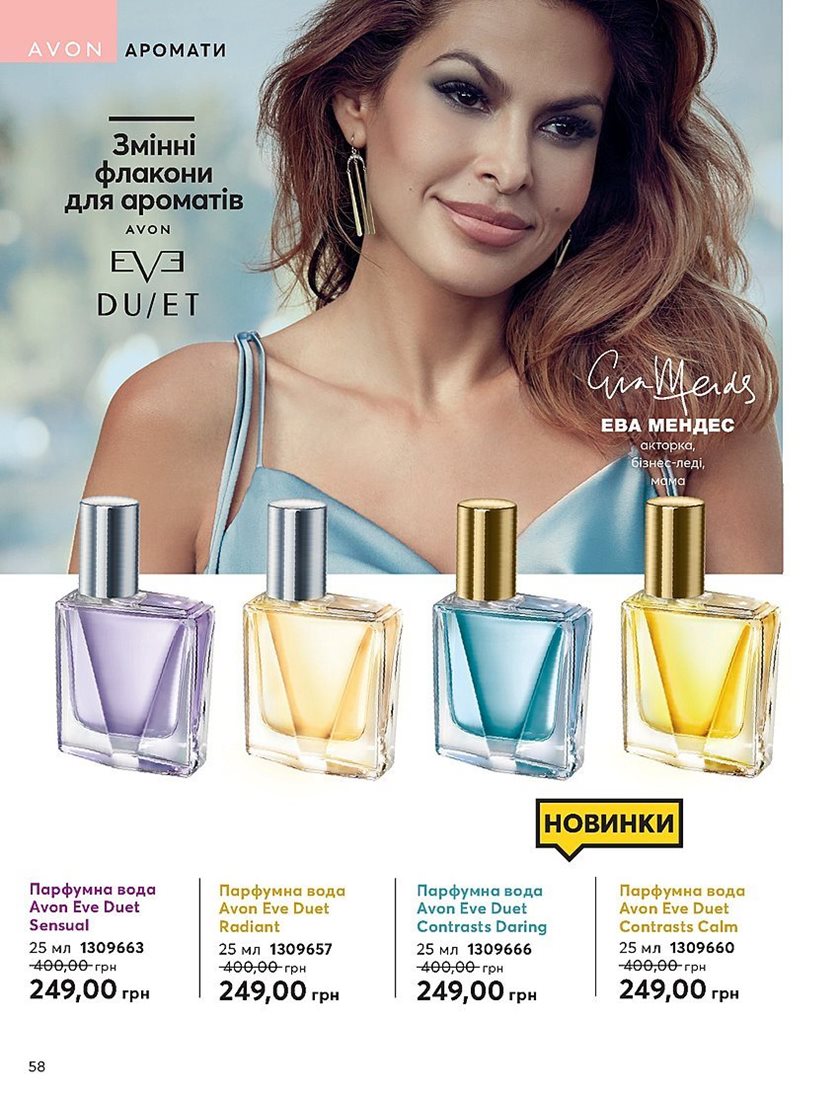 AVON АРОМАТИ
Змінні
флакони
для ароматів
AVON
EVE
DU/ET
Eva Mendes
ЕВА МЕНДЕС
акторка,
бізнес-леді,
мама
НОВИНКИ
Парфумна вода
Avon Eve Duet
Sensual
25 мл 1309663
400,00 грн
249,00 грн
Парфумна вода
Avon Eve Duet
Radiant
25 мл 1309657
400,00 грн
249,00 грн
Парфумна вода
Avon Eve Duet
Contrasts Daring
25 мл 1309666
400,00 грн
249,00 грн
Парфумна вода
Avon Eve Duet
Contrasts Calm
25 мл 1309660
400,00 грн
249,00 грн
58